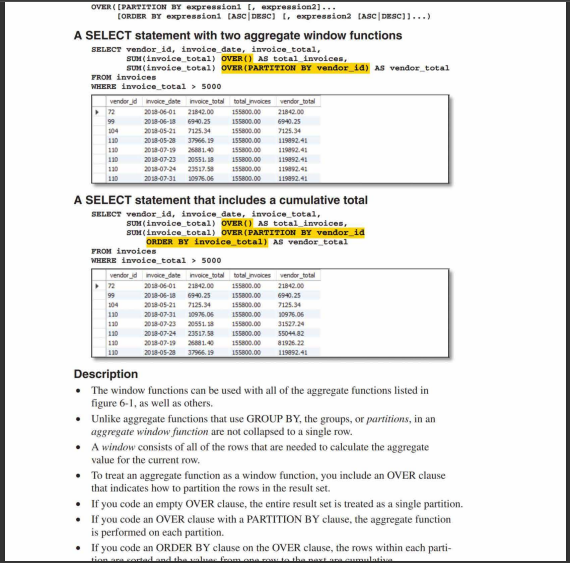 OVER([PARTITION BY expression1 [, expression2]...
[ORDER BY expression1 [ASC|DESC] [, expression2 [ASC|DESC]]...)
A SELECT statement with two aggregate window functions
SELECT vendor_id, invoice_date, invoice_total,
SUM(invoice_total) OVER() AS total_invoices,
SUM(invoice_total) OVER(PARTITION BY vendor_id) AS vendor_total
FROM invoices
WHERE invoice_total > 5000
vendor_id invoice_date invoice_total total_invoices vendor_total
72 2018-06-01 21842.00 155800.00 21842.00
99 2018-06-18 6940.25 155800.00 6940.25
104 2018-05-21 7125.34 155800.00 7125.34
110 2018-05-28 37966.19 155800.00 119892.41
110 2018-07-19 26881.40 155800.00 119892.41
110 2018-07-23 20551.18 155800.00 119892.41
110 2018-07-24 23517.58 155800.00 119892.41
110 2018-07-31 10976.06 155800.00 119892.41
A SELECT statement that includes a cumulative total
SELECT vendor_id, invoice_date, invoice_total,
SUM(invoice_total) OVER() AS total_invoices,
SUM(invoice_total) OVER(PARTITION BY vendor_id
ORDER BY invoice_total) AS vendor_total
FROM invoices
WHERE invoice_total > 5000
vendor_id invoice_date invoice_total total_invoices vendor_total
72 2018-06-01 21842.00 155800.00 21842.00
99 2018-06-18 6940.25 155800.00 6940.25
104 2018-05-21 7125.34 155800.00 7125.34
110 2018-07-31 10976.06 155800.00 10976.06
110 2018-07-23 20551.18 155800.00 31527.24
110 2018-07-24 23517.58 155800.00 55044.82
110 2018-07-19 26881.40 155800.00 81926.22
110 2018-05-28 37966.19 155800.00 119892.41
Description
• The window functions can be used with all of the aggregate functions listed in
figure 6-1, as well as others.
• Unlike aggregate functions that use GROUP BY, the groups, or partitions, in an
aggregate window function are not collapsed to a single row.
• A window consists of all of the rows that are needed to calculate the aggregate
value for the current row.
• To treat an aggregate function as a window function, you include an OVER clause
that indicates how to partition the rows in the result set.
• If you code an empty OVER clause, the entire result set is treated as a single partition.
• If you code an OVER clause with a PARTITION BY clause, the aggregate function
is performed on each partition.
• If you code an ORDER BY clause on the OVER clause, the rows within each parti-
tion are sorted and the values from one row to the next are cumulative